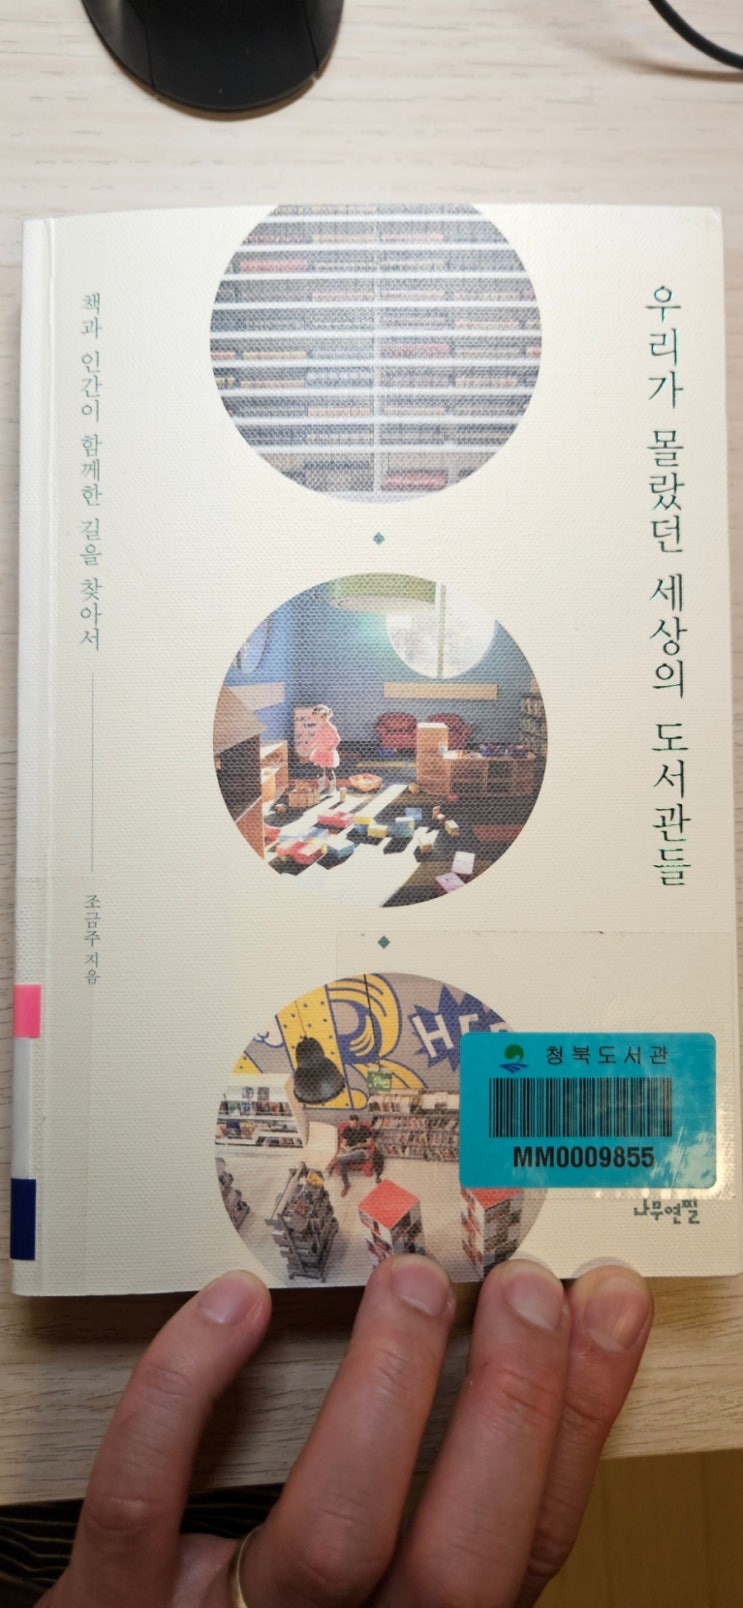 우리가 몰랐던 세상의 도서관들
책과 인간이 함께한 길을 찾아서
조금주 지음
청북도서관
MM0009855
나무연필